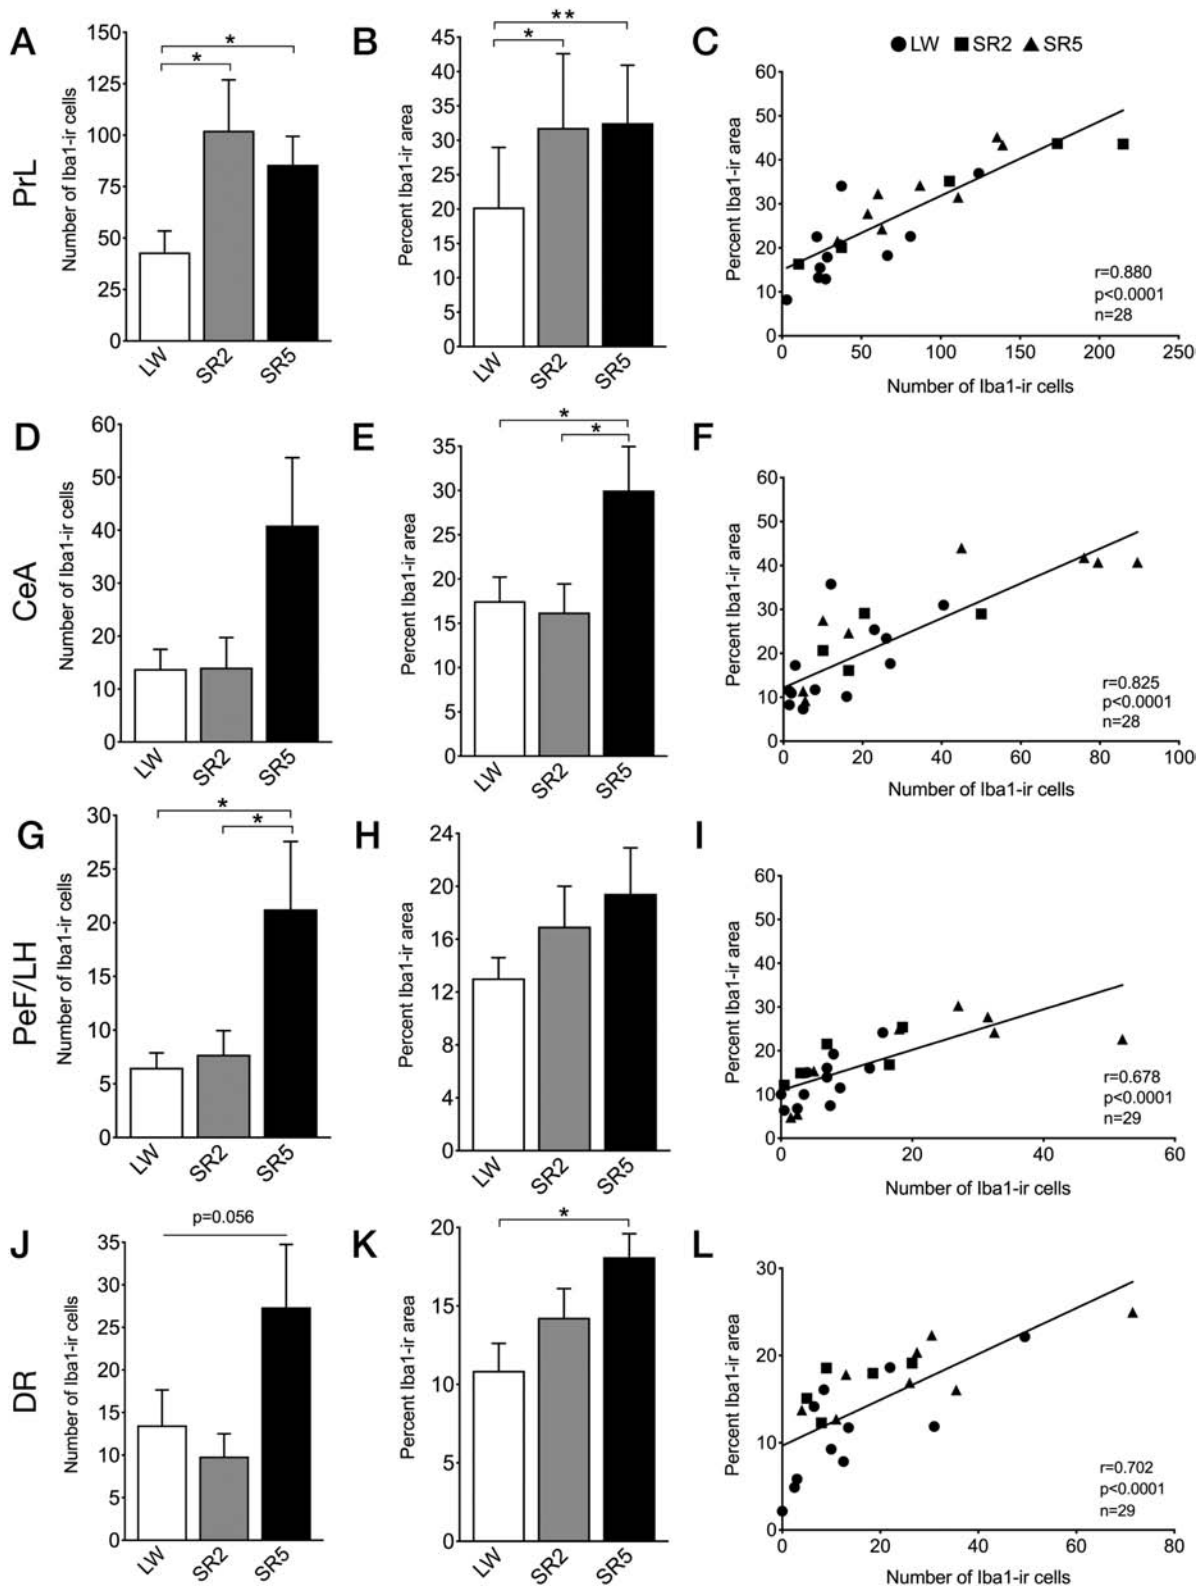 A
150
125
100
75
50
25
0
Number of Iba1-ir cells
*
*
LW
SR2
SR5
PrL
B
45
40
35
30
25
20
15
10
5
0
Percent Iba1-ir area
**
*
LW
SR2
SR5
C
LW SR2 SR5
60
50
40
30
20
10
0
Percent Iba1-ir area
r=0.880
p<0.0001
n=28
0 50 100 150 200 250
Number of Iba1-ir cells
D
60
50
40
30
20
10
0
Number of Iba1-ir cells
LW
SR2
SR5
CeA
E
35
30
25
20
15
10
5
0
Percent Iba1-ir area
*
*
LW
SR2
SR5
F
60
50
40
30
20
10
0
Percent Iba1-ir area
r=0.825
p<0.0001
n=28
0 20 40 60 80 100
Number of Iba1-ir cells
G
30
25
20
15
10
5
0
Number of Iba1-ir cells
*
*
LW
SR2
SR5
PeF/LH
H
24
20
16
12
8
4
0
Percent Iba1-ir area
LW
SR2
SR5
I
60
50
40
30
20
10
0
Percent Iba1-ir area
r=0.678
p<0.0001
n=29
0 20 40 60
Number of Iba1-ir cells
J
p=0.056
35
30
25
20
15
10
5
0
Number of Iba1-ir cells
LW
SR2
SR5
DR
K
20
15
10
5
0
Percent Iba1-ir area
*
LW
SR2
SR5
L
30
20
10
0
Percent Iba1-ir area
r=0.702
p<0.0001
n=29
0 20 40 60 80
Number of Iba1-ir cells